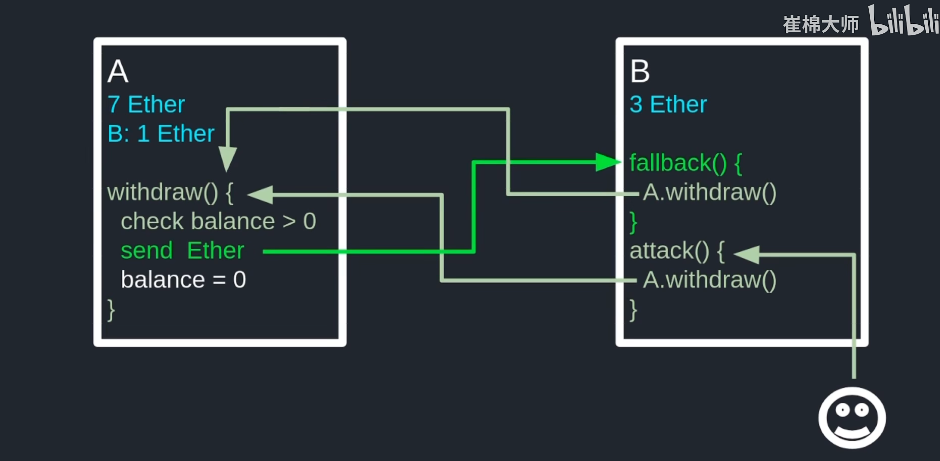 崔棉大师 bilibili
A
7 Ether
B: 1 Ether
withdraw() {
check balance > 0
send Ether
balance = 0
}
B
3 Ether
fallback() {
A.withdraw()
}
attack() {
A.withdraw()
}